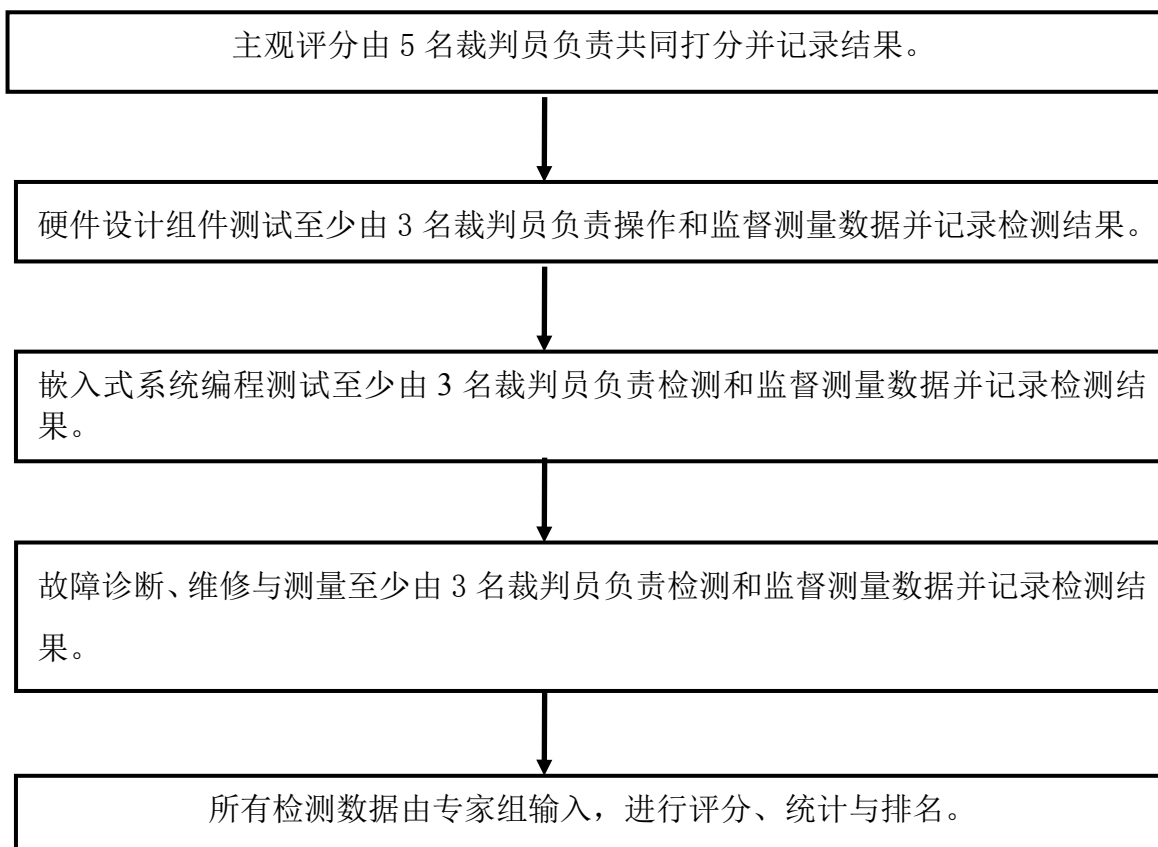 主观评分由 5 名裁判员负责共同打分并记录结果。
硬件设计组件测试至少由 3 名裁判员负责操作和监督测量数据并记录检测结果。
嵌入式系统编程测试至少由 3 名裁判员负责检测和监督测量数据并记录检测结
果。
故障诊断、维修与测量至少由 3 名裁判员负责检测和监督测量数据并记录检测结
果。
所有检测数据由专家组输入，进行评分、统计与排名。